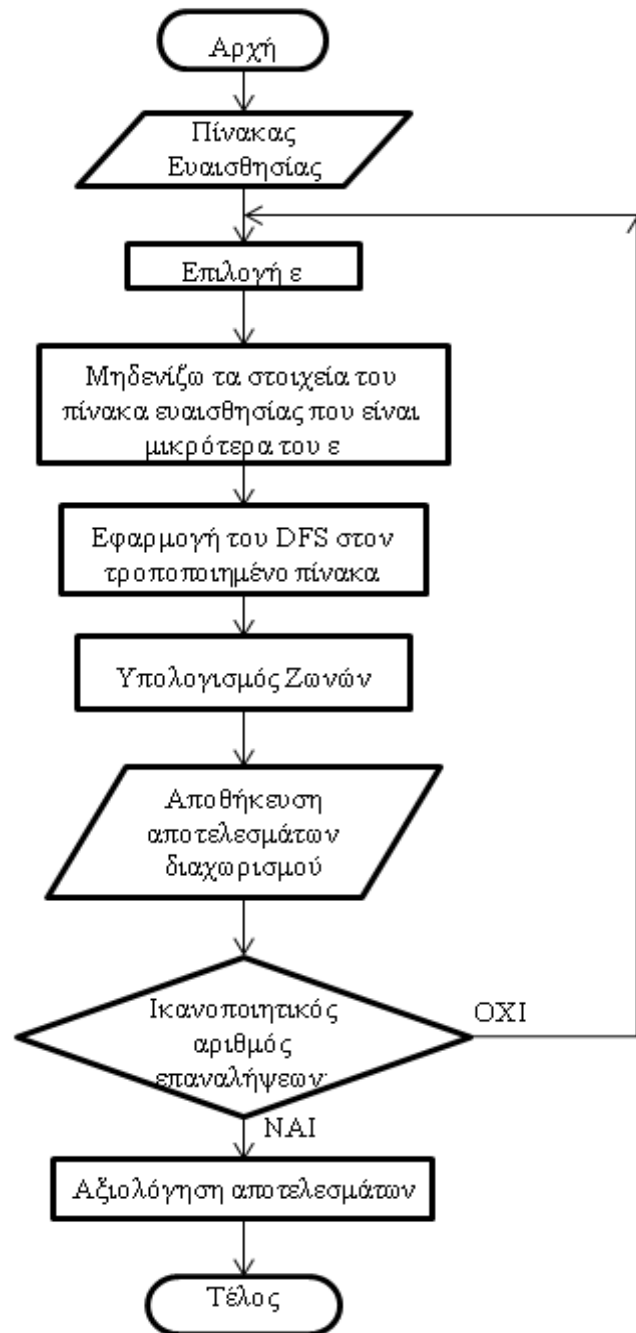 Αρχή
Πίνακας
Ευαισθησίας
Επιλογή ε
Μηδενίζω τα στοιχεία του
πίνακα ευαισθησίας που είναι
μικρότερα του ε
Εφαρμογή του DFS στον
τροποποιημένο πίνακα
Υπολογισμός Ζωνών
Αποθήκευση
αποτελεσμάτων
διαχωρισμού
Ικανοποιητικός
αριθμός
επαναλήψεων;
ΟΧΙ
ΝΑΙ
Αξιολόγηση αποτελεσμάτων
Τέλος